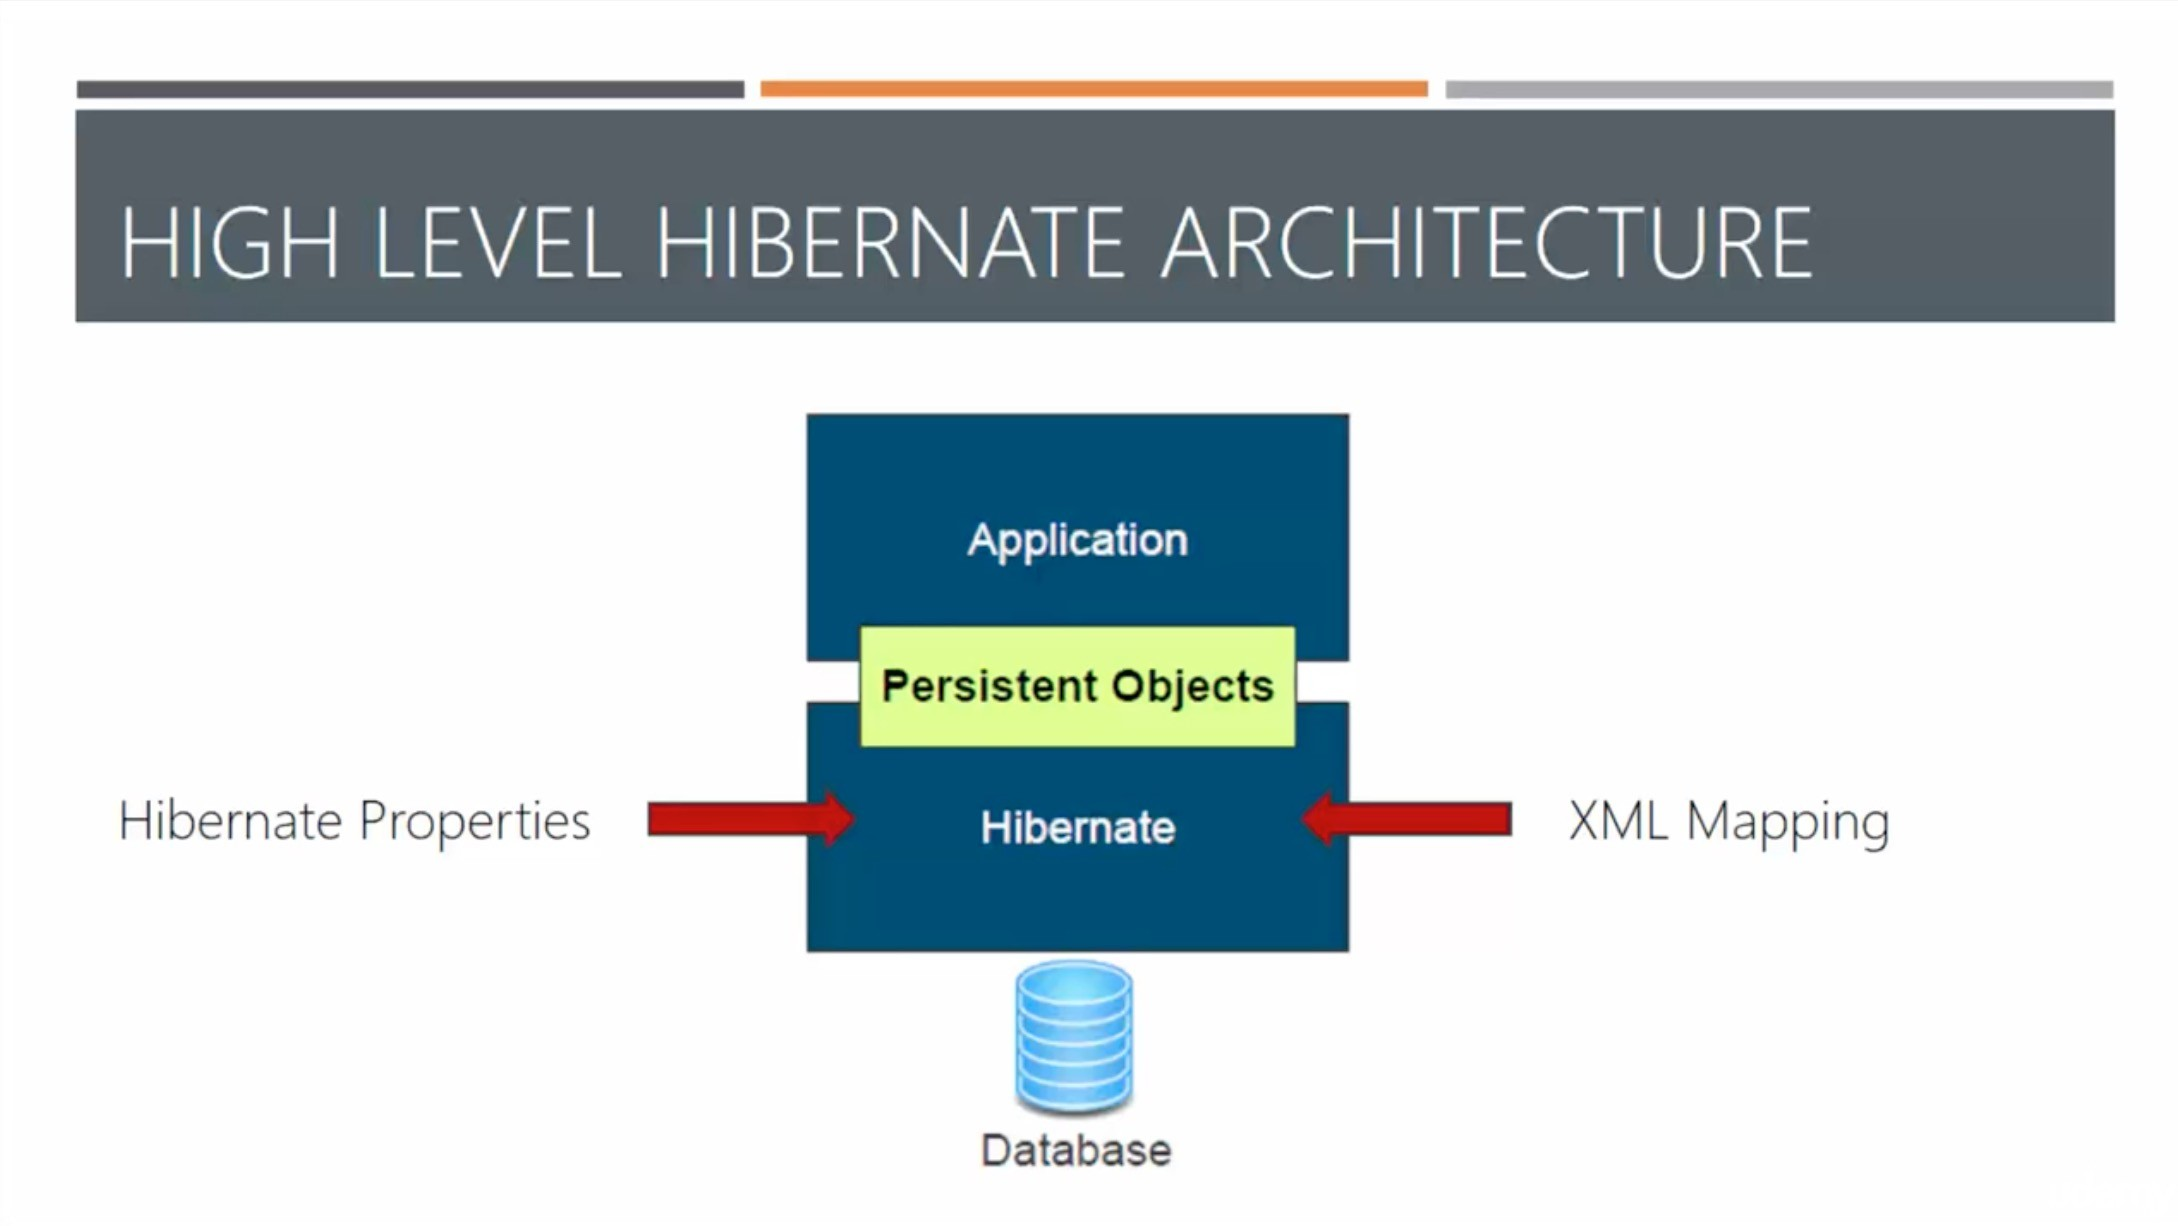 HIGH LEVEL HIBERNATE ARCHITECTURE
Application
Persistent Objects
Hibernate Properties
Hibernate
XML Mapping
Database